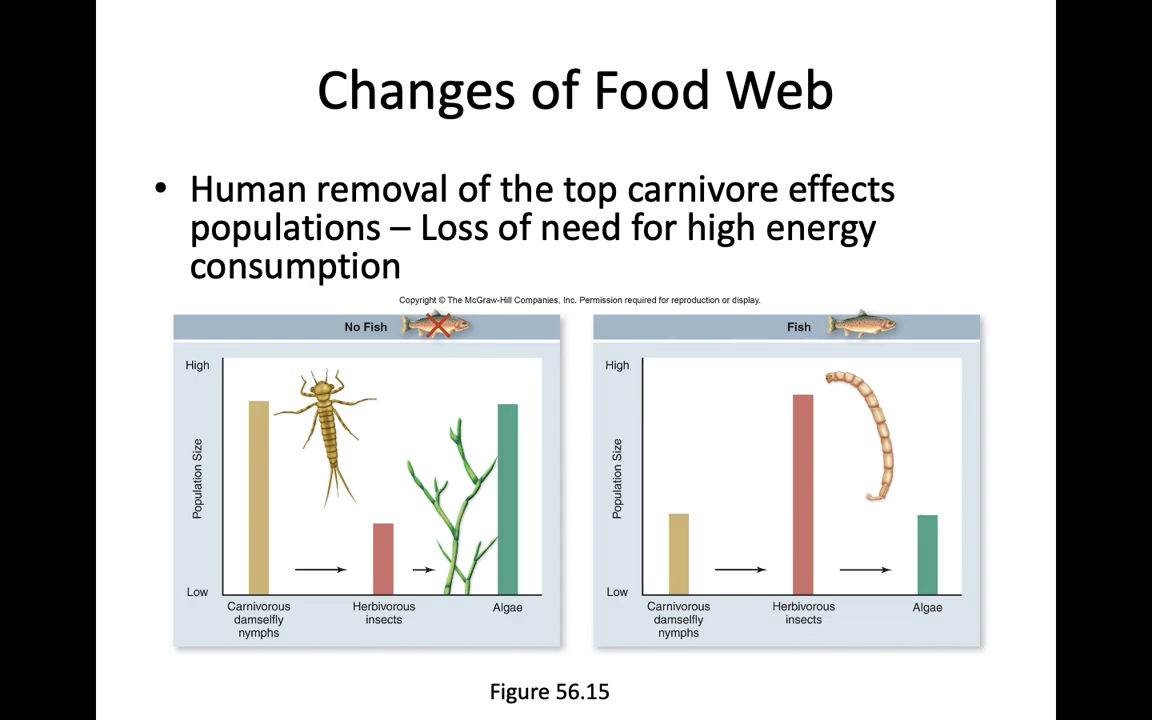 Changes of Food Web
• Human removal of the top carnivore effects
populations – Loss of need for high energy
consumption
Copyright © The McGraw-Hill Companies, Inc. Permission required for reproduction or display.
No Fish
High
Population Size
Low
Carnivorous
damselfly
nymphs
Herbivorous
insects
Algae
Fish
High
Population Size
Low
Carnivorous
damselfly
nymphs
Herbivorous
insects
Algae
Figure 56.15